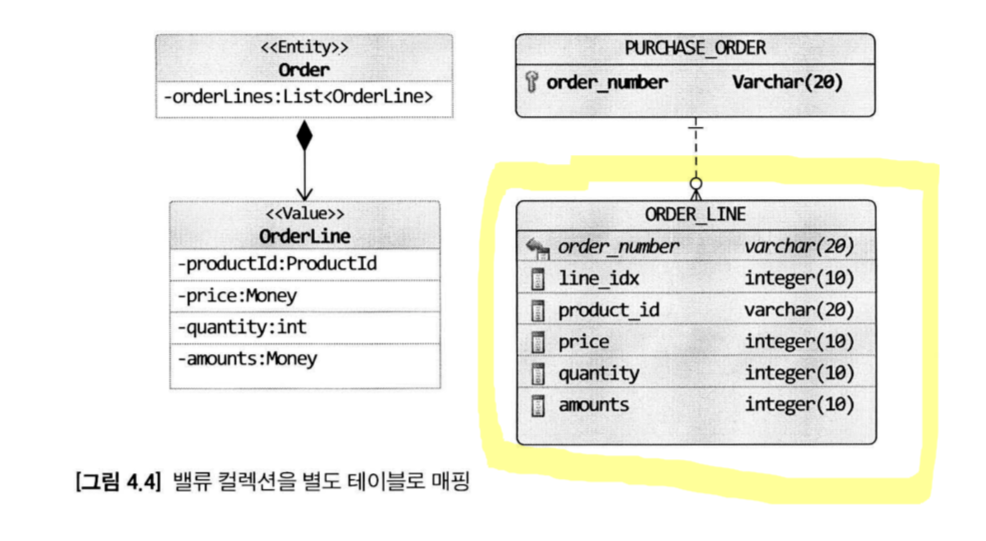 <<Entity>>
Order
-orderLines:List<OrderLine>
<<Value>>
OrderLine
-productId:ProductId
-price:Money
-quantity:int
-amounts:Money
PURCHASE_ORDER
order_number Varchar(20)
ORDER_LINE
order_number varchar(20)
line_idx integer(10)
product_id varchar(20)
price integer(10)
quantity integer(10)
amounts integer(10)
[그림 4.4] 밸류 컬렉션을 별도 테이블로 매핑